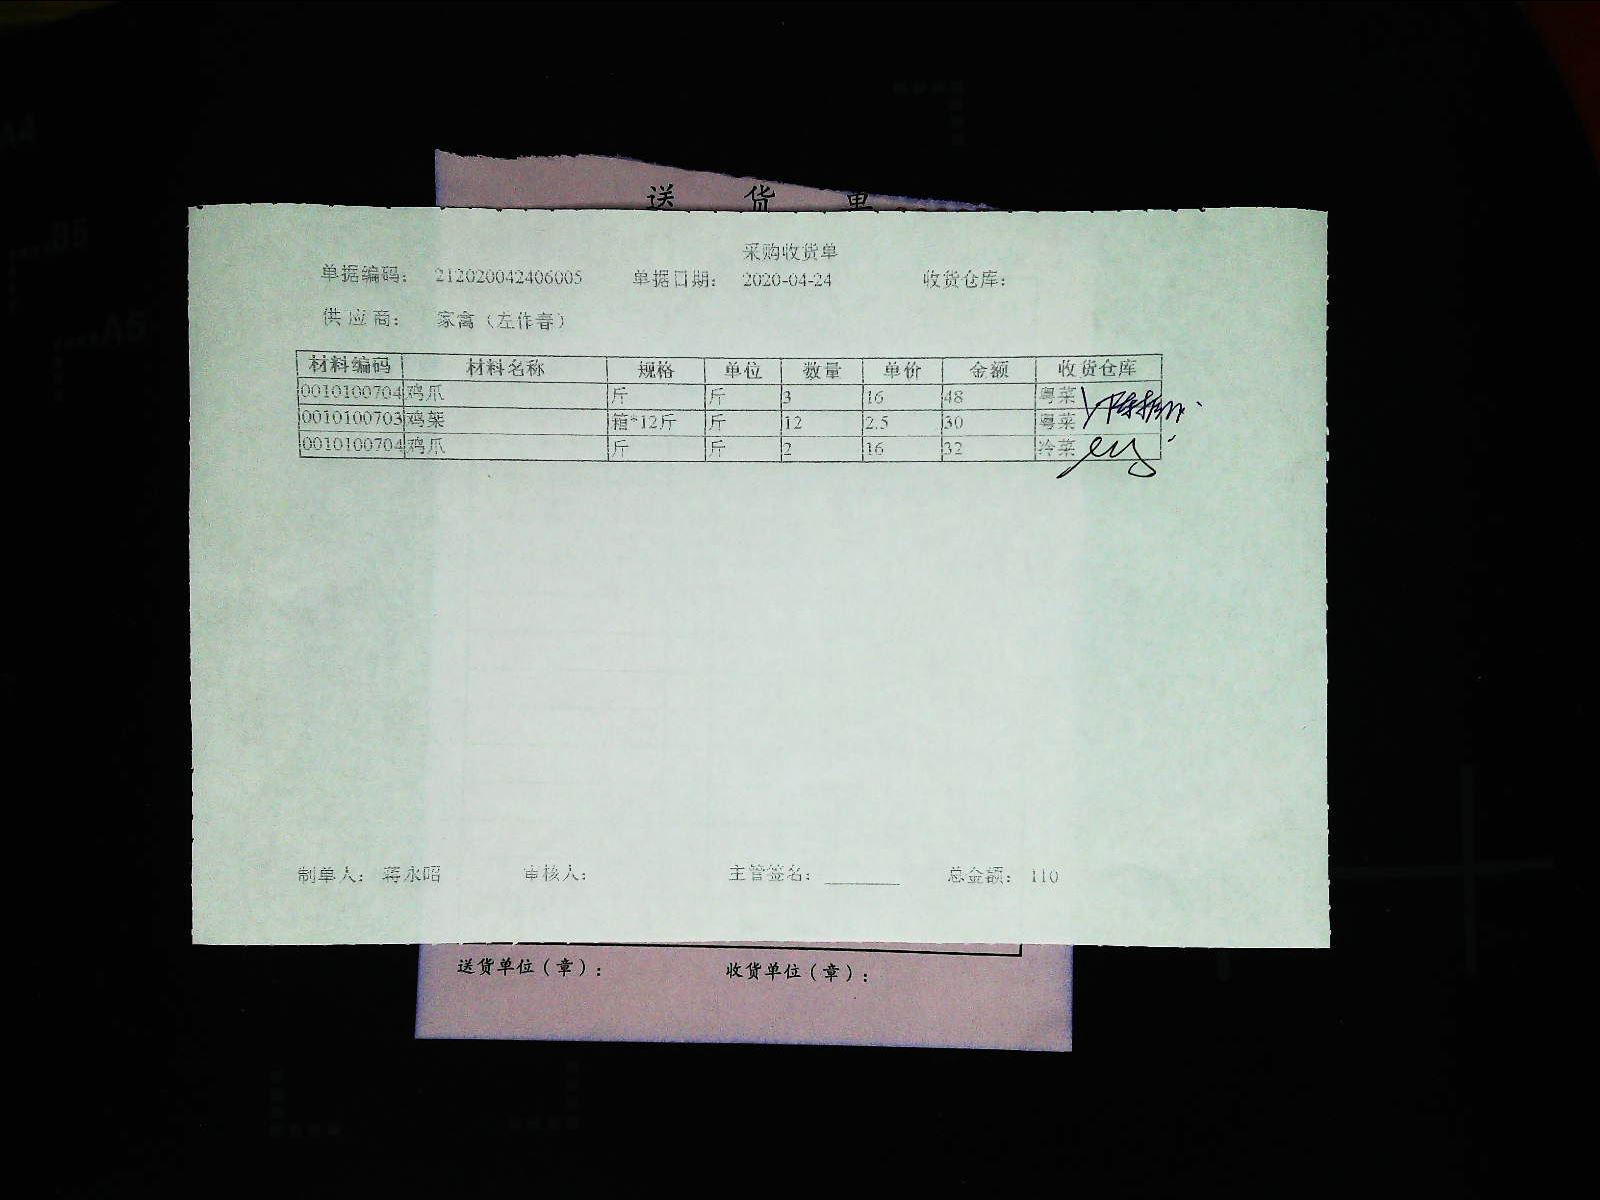 送 货 单
采购收货单
单据编码: 212020042406005 单据日期: 2020-04-24 收货仓库:
供应商: 家禽（左作春）
材料编码 材料名称 规格 单位 数量 单价 金额 收货仓库
0010100704 鸡爪 斤 斤 3 16 48 粤菜
0010100703 鸡架 箱*12斤 斤 12 2.5 30 粤菜
0010100704 鸡爪 斤 斤 2 16 32 冷菜
制单人: 蒋永昭 审核人: 主管签名: ______ 总金额: 110
送货单位（章）: 收货单位（章）: